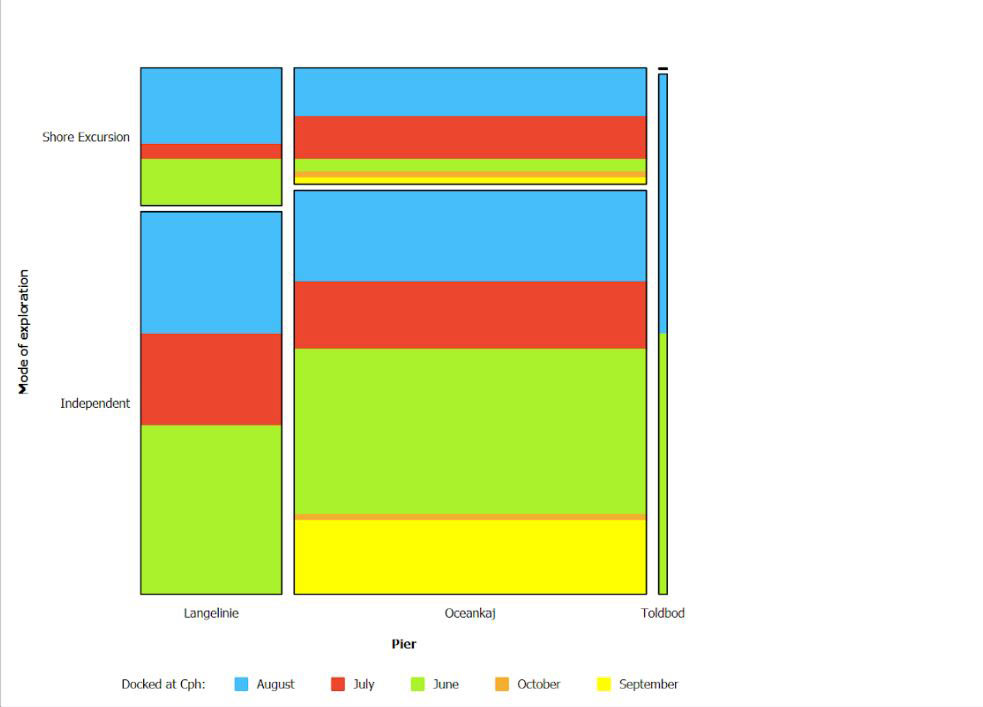 Shore Excursion
Mode of exploration
Independent
Langelinie Oceankaj Toldbod
Pier
Docked at Cph: August July June October September